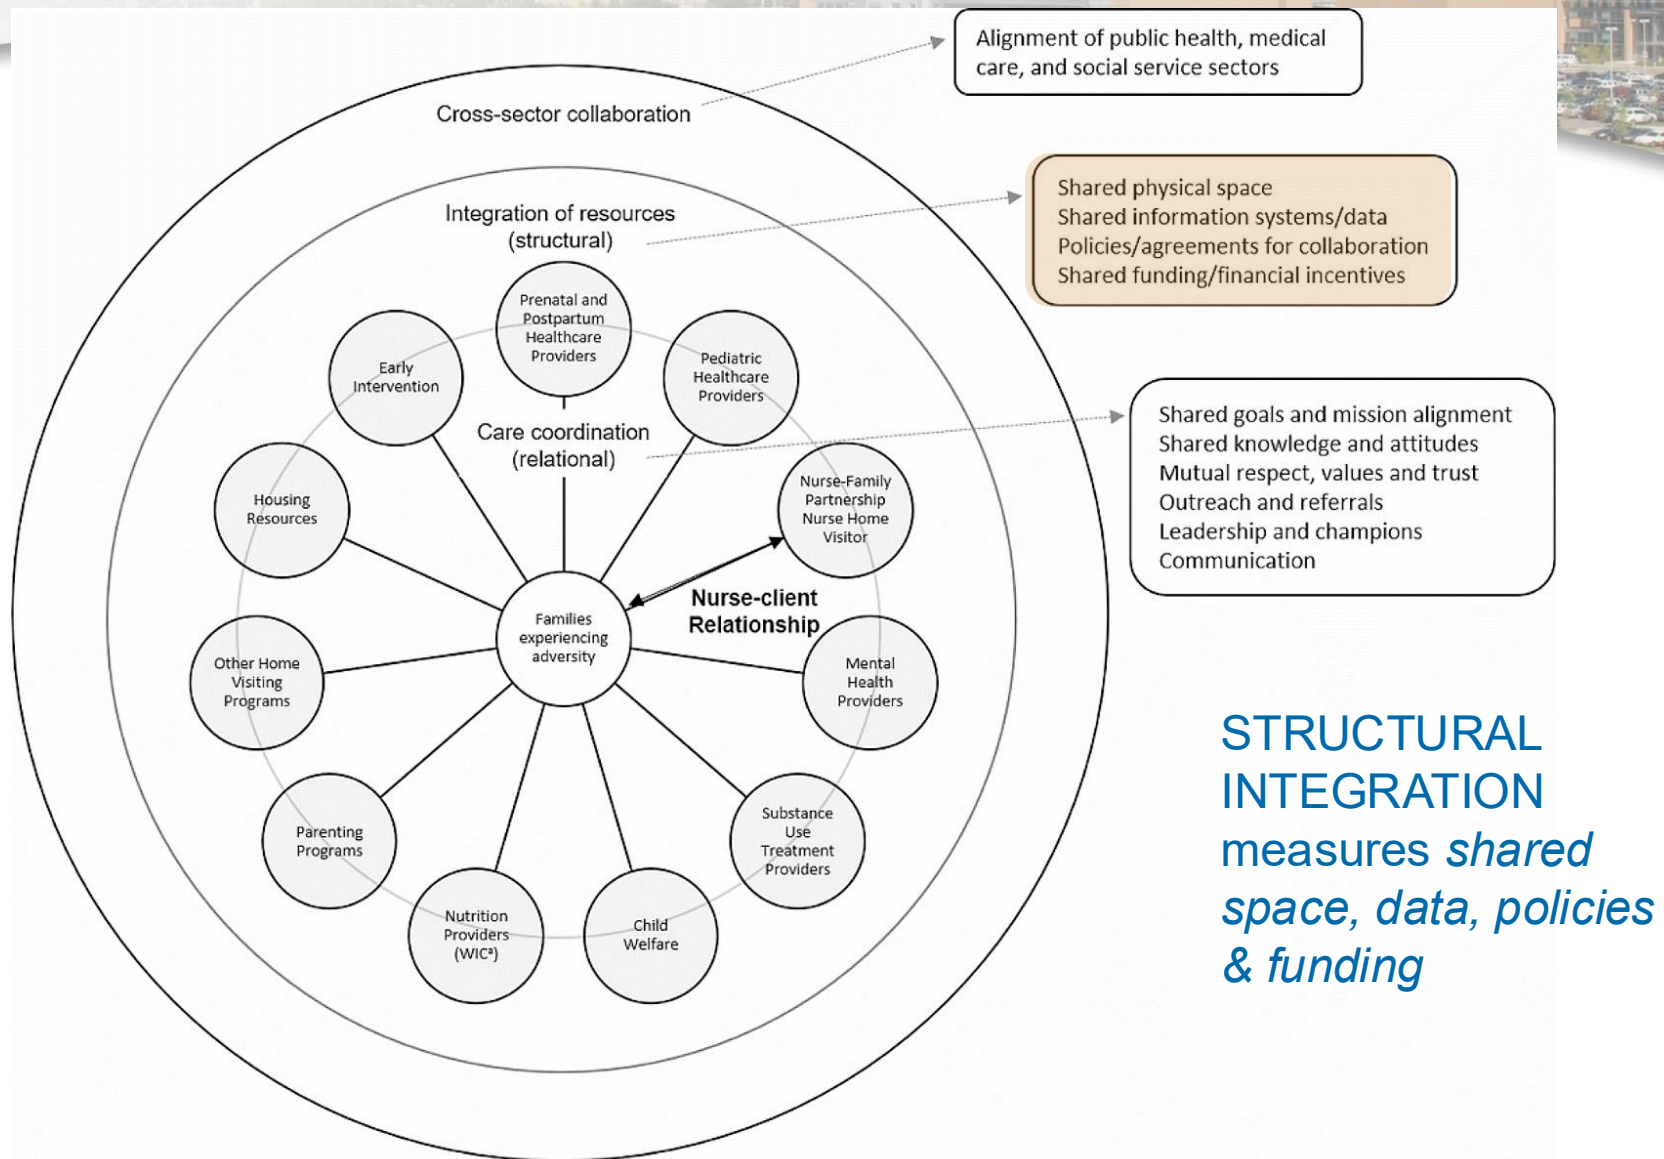 Alignment of public health, medical
care, and social service sectors
Cross-sector collaboration
Shared physical space
Shared information systems/data
Policies/agreements for collaboration
Shared funding/financial incentives
Integration of resources
(structural)
Prenatal and
Postpartum
Healthcare
Providers
Early
Intervention
Pediatric
Healthcare
Providers
Care coordination
(relational)
Shared goals and mission alignment
Shared knowledge and attitudes
Mutual respect, values and trust
Outreach and referrals
Leadership and champions
Communication
Housing
Resources
Nurse-Family
Partnership
Nurse Home
Visitor
Nurse-client
Relationship
Families
experiencing
adversity
Other Home
Visiting
Programs
Mental
Health
Providers
Parenting
Programs
Substance
Use
Treatment
Providers
Nutrition
Providers
(WICª)
Child
Welfare
STRUCTURAL
INTEGRATION
measures shared
space, data, policies
& funding